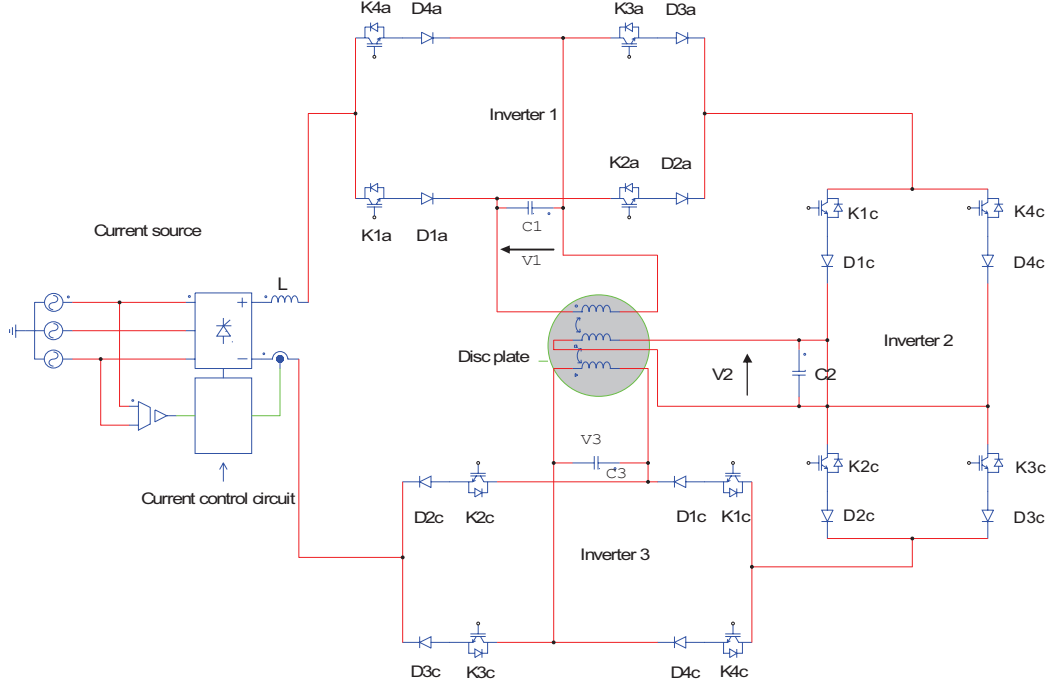 K4a D4a K3a D3a
Inverter 1
K2a D2a
K1a D1a
C1
V1
K1c K4c
D1c D4c
Current source
L
+
−
Disc plate
V2
C2
Inverter 2
K2c K3c
D2c D3c
V3
C3
Current control circuit
D2c K2c D1c K1c
Inverter 3
D3c K3c D4c K4c